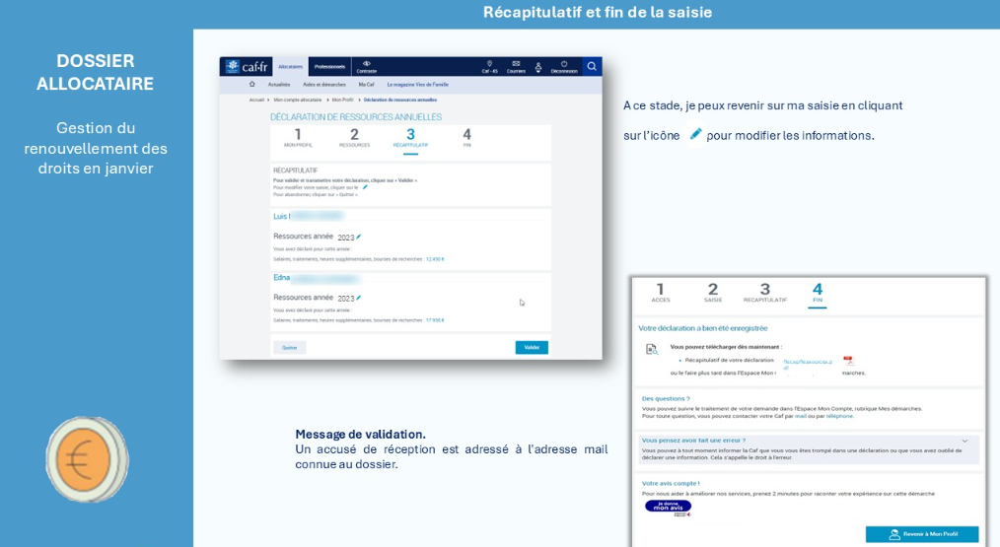 Récapitulatif et fin de la saisie
DOSSIER
ALLOCATAIRE
Gestion du
renouvellement des
droits en janvier
caf.fr
Allocataires
Professionnels
Contraste
Caf - 45
Courriers
Déconnexion
Actualités
Aides et démarches
Ma Caf
Le magazine Vies de famille
Accueil > Mon compte allocataire > Mon Profil > Déclaration de ressources annuelles
DÉCLARATION DE RESSOURCES ANNUELLES
1 2 3 4
MON PROFIL RESSOURCES RÉCAPITULATIF FIN
RÉCAPITULATIF
Pour valider et transmettre votre déclaration, cliquer sur « Valider »
Pour modifier votre saisie, cliquer sur le
Pour abandonner, cliquer sur « Quitter »
Luis
Ressources année 2023
Vous avez déclaré pour cette année :
Salaires, traitements, heures supplémentaires, bourses de recherches : 12 450 €
Edna
Ressources année 2023
Vous avez déclaré pour cette année :
Salaires, traitements, heures supplémentaires, bourses de recherches :
Quitter
Valider
A ce stade, je peux revenir sur ma saisie en cliquant
sur l'icône pour modifier les informations.
Message de validation.
Un accusé de réception est adressé à l'adresse mail
connue au dossier.
1 2 3 4
ACCES SAISIE RECAPITULATIF FIN
Votre déclaration a bien été enregistrée
Vous pouvez télécharger dès maintenant :
• Récapitulatif de votre déclaration
ou le faire plus tard dans l'Espace Mon marches.
Des questions ?
Vous pouvez suivre le traitement de votre demande dans l'Espace Mon Compte, rubrique Mes démarches.
Pour toute question, vous pouvez contacter votre Caf par mail ou par téléphone.
Vous pensez avoir fait une erreur ?
Vous pouvez à tout moment informer la Caf que vous vous êtes trompé dans une déclaration ou que vous avez oublié de
déclarer une information. Cela s'appelle le droit à l'erreur.
Votre avis compte !
Pour nous aider à améliorer nos services, prenez 2 minutes pour raconter votre expérience sur cette démarche
je donne
mon avis
Revenir à Mon Profil